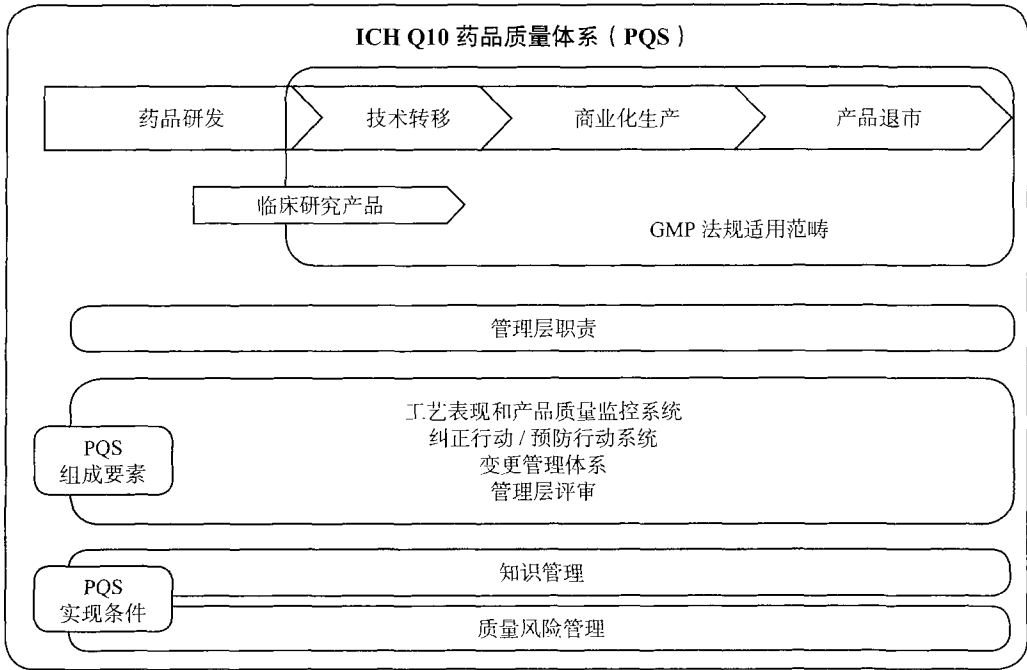 ICH Q10 药品质量体系（PQS）
药品研发
技术转移
商业化生产
产品退市
临床研究产品
GMP 法规适用范畴
管理层职责
工艺表现和产品质量监控系统
纠正行动 / 预防行动系统
变更管理体系
管理层评审
PQS
组成要素
知识管理
PQS
实现条件
质量风险管理